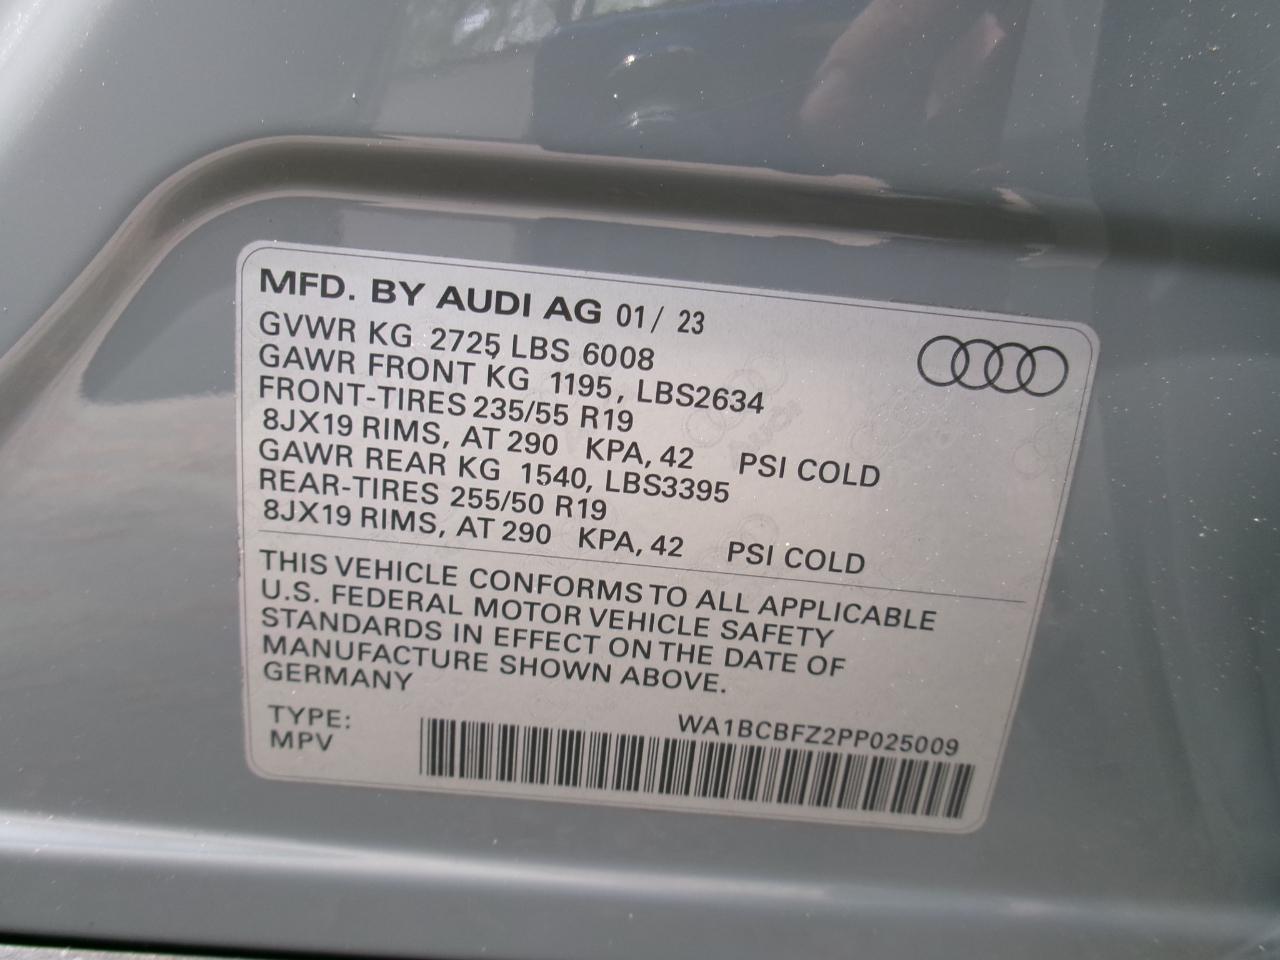 MFD. BY AUDI AG 01/ 23
GVWR KG 2725 LBS 6008
GAWR FRONT KG 1195, LBS2634
FRONT-TIRES 235/55 R19
8JX19 RIMS, AT 290 KPA, 42 PSI COLD
GAWR REAR KG 1540, LBS3395
REAR-TIRES 255/50 R19
8JX19 RIMS, AT 290 KPA, 42 PSI COLD
THIS VEHICLE CONFORMS TO ALL APPLICABLE
U.S. FEDERAL MOTOR VEHICLE SAFETY
STANDARDS IN EFFECT ON THE DATE OF
MANUFACTURE SHOWN ABOVE.
GERMANY
TYPE:
MPV
WA1BCBFZ2PP025009